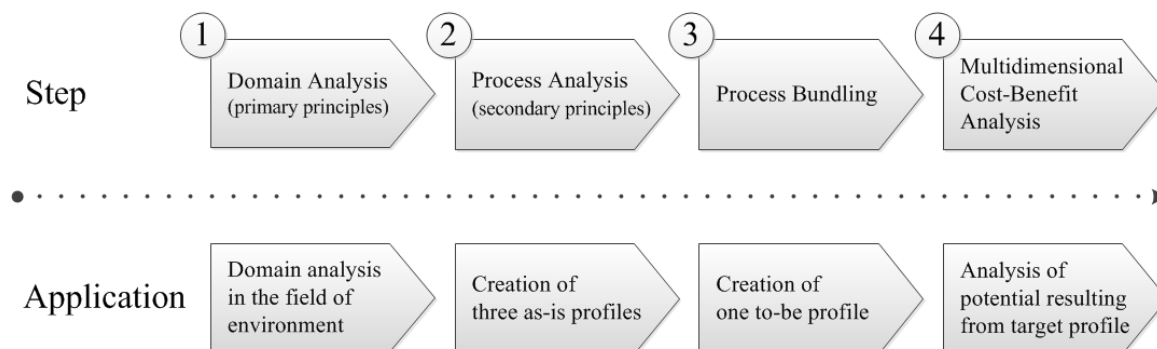 1
2
3
4
Step
Domain Analysis
(primary principles)
Process Analysis
(secondary principles)
Process Bundling
Multidimensional
Cost-Benefit
Analysis
Application
Domain analysis
in the field of
environment
Creation of
three as-is profiles
Creation of
one to-be profile
Analysis of
potential resulting
from target profile